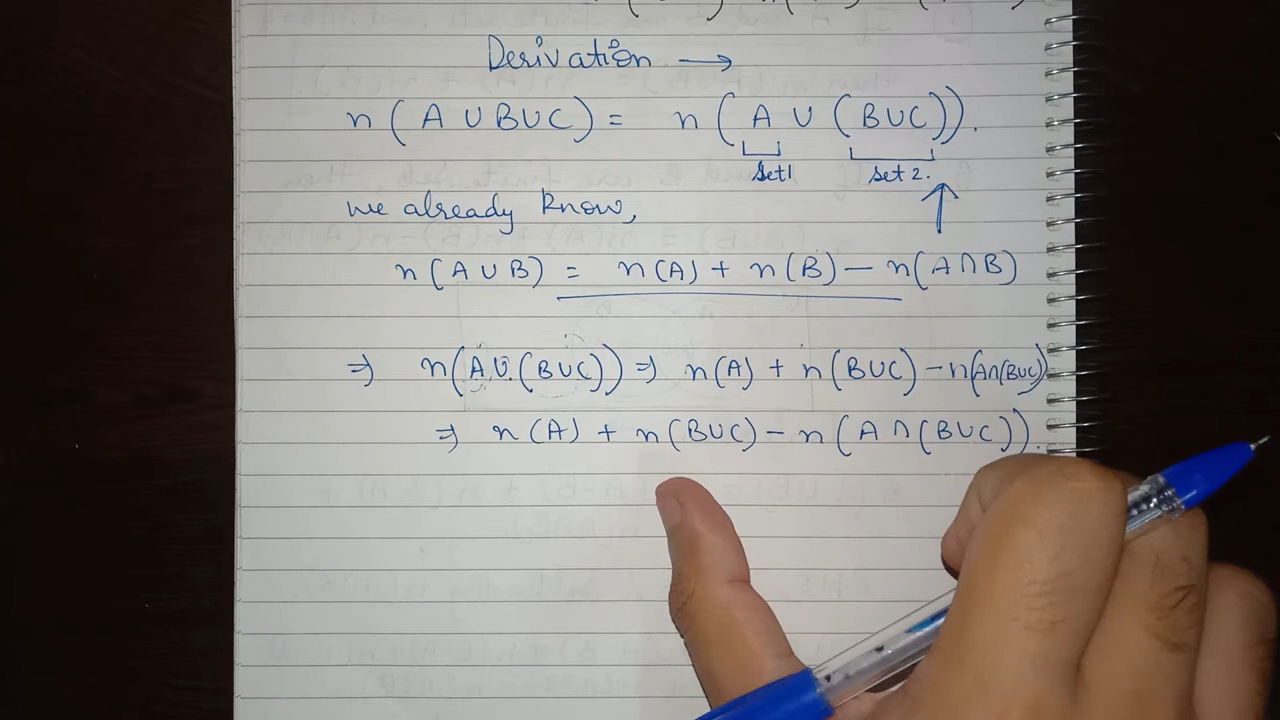 Derivation →
n(A ∪ B∪C) = n(A ∪ (B∪C)).
Set1 Set 2.
we already know,
n(A∪B) = n(A) + n(B) – n(A∩B)
⇒ n(A∪(B∪C)) ⇒ n(A) + n(B∪C) – n(A∩(B∪C))
⇒ n(A) + n(B∪C) – n(A∩(B∪C)).